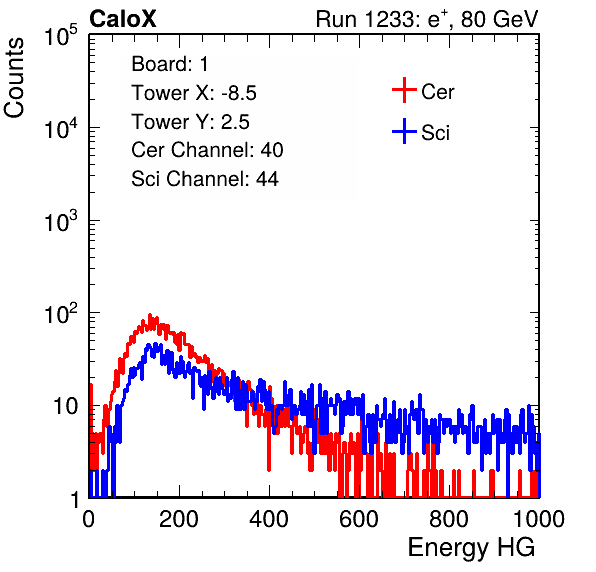 CaloX Run 1233: e⁺, 80 GeV
Counts
10⁵
10⁴
10³
10²
10
1
Board: 1
Tower X: -8.5
Tower Y: 2.5
Cer Channel: 40
Sci Channel: 44
Cer
Sci
0 200 400 600 800 1000
Energy HG